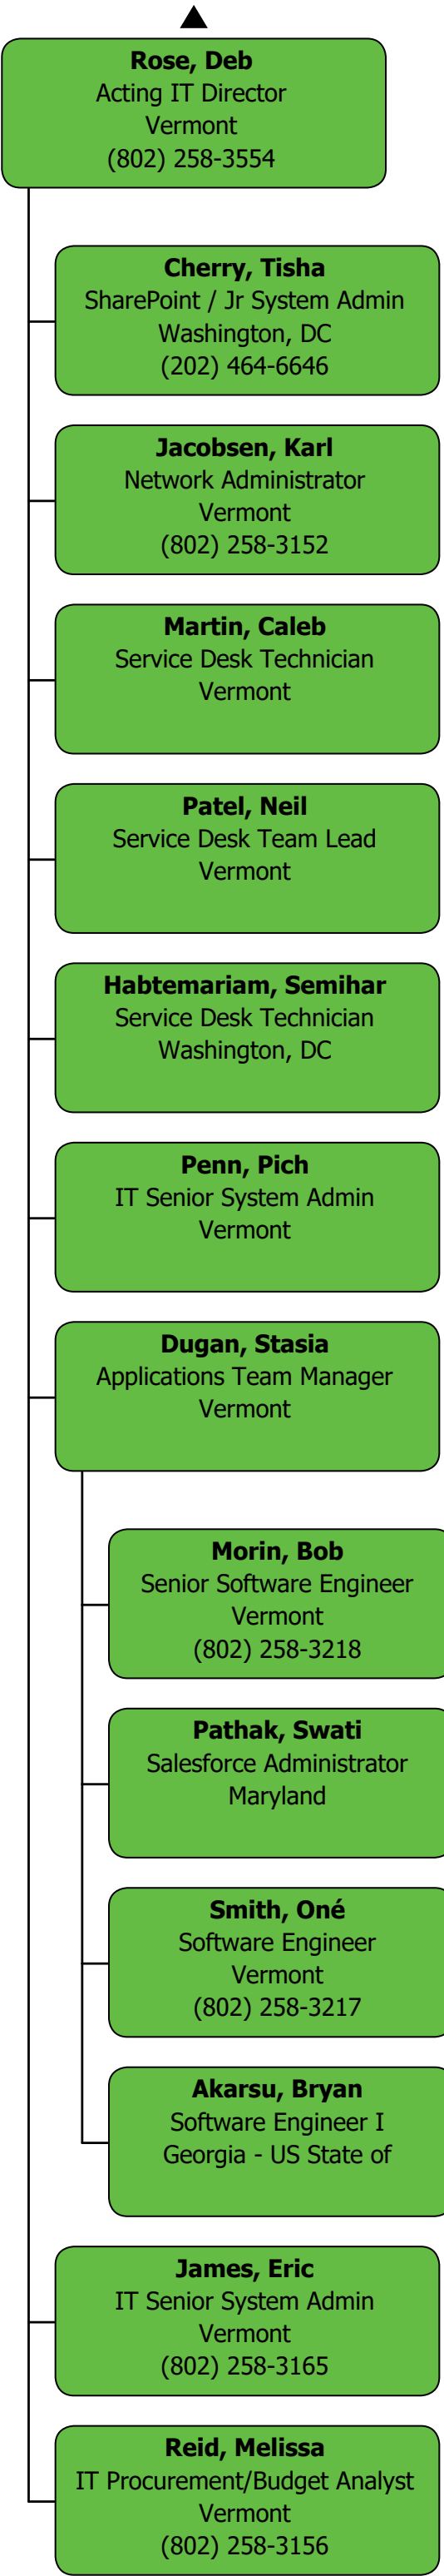 Rose, Deb
Acting IT Director
Vermont
(802) 258-3554
Cherry, Tisha
SharePoint / Jr System Admin
Washington, DC
(202) 464-6646
Jacobsen, Karl
Network Administrator
Vermont
(802) 258-3152
Martin, Caleb
Service Desk Technician
Vermont
Patel, Neil
Service Desk Team Lead
Vermont
Habtemariam, Semihar
Service Desk Technician
Washington, DC
Penn, Pich
IT Senior System Admin
Vermont
Dugan, Stasia
Applications Team Manager
Vermont
Morin, Bob
Senior Software Engineer
Vermont
(802) 258-3218
Pathak, Swati
Salesforce Administrator
Maryland
Smith, Oné
Software Engineer
Vermont
(802) 258-3217
Akarsu, Bryan
Software Engineer I
Georgia - US State of
James, Eric
IT Senior System Admin
Vermont
(802) 258-3165
Reid, Melissa
IT Procurement/Budget Analyst
Vermont
(802) 258-3156